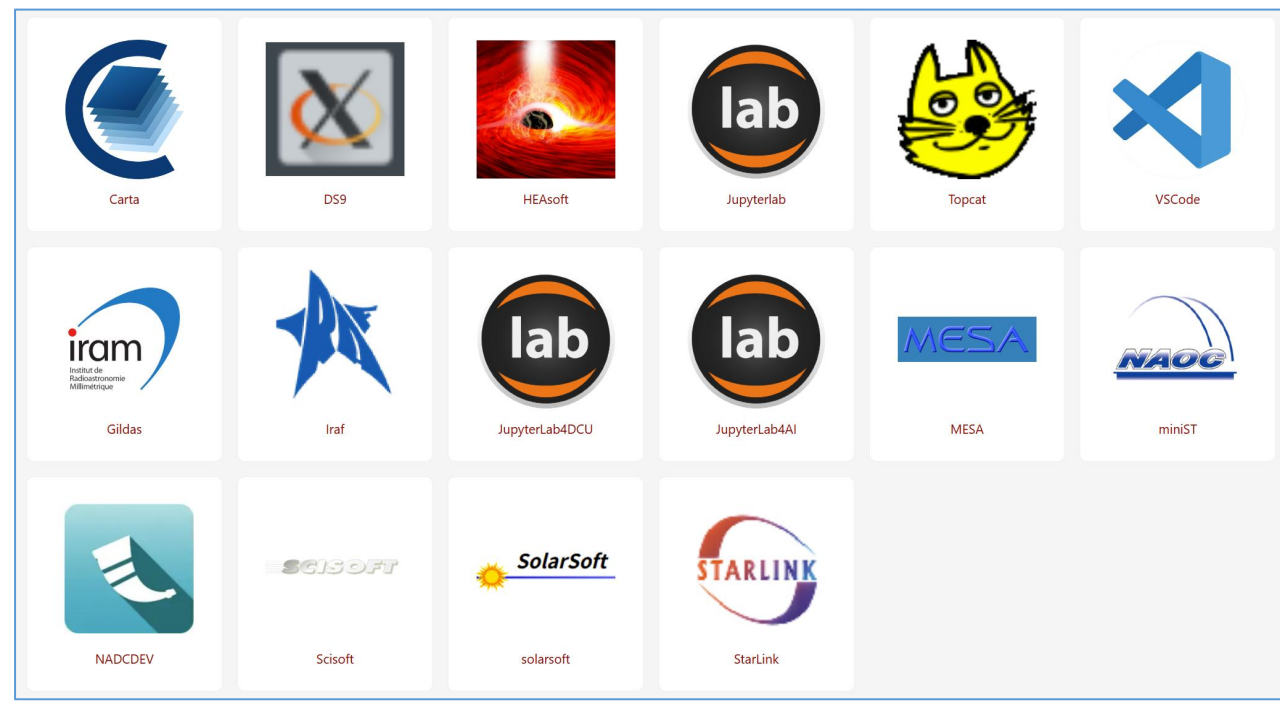 lab
Carta
DS9
HEAsoft
Jupyterlab
Topcat
VSCode
iram
Institut de
Radioastronomie
Millimétrique
lab
lab
MESA
NAOC
Gildas
Iraf
JupyterLab4DCU
JupyterLab4AI
MESA
miniST
SCISOFT
SolarSoft
STARLINK
NADCDEV
Scisoft
solarsoft
StarLink